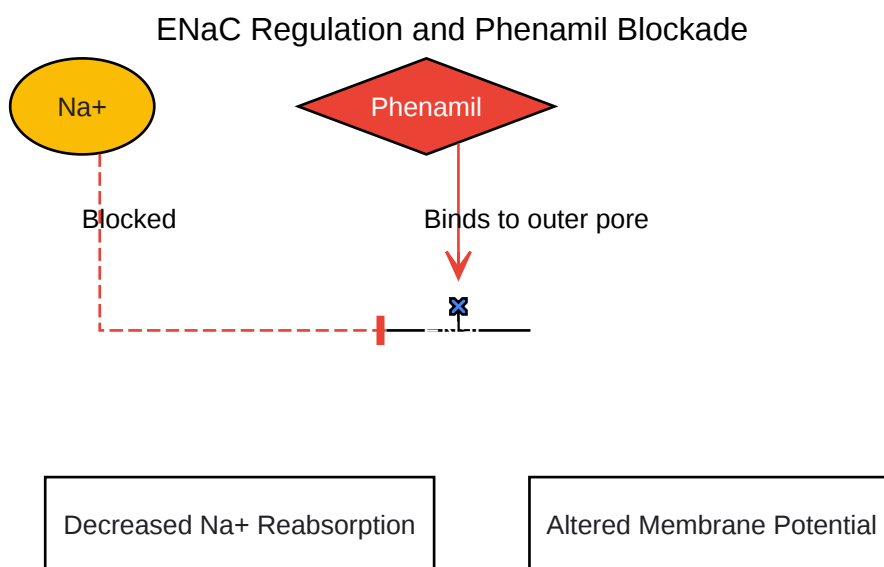 ENaC Regulation and Phenamil Blockade
Na+
Phenamil
Blocked
Binds to outer pore
Decreased Na+ Reabsorption
Altered Membrane Potential